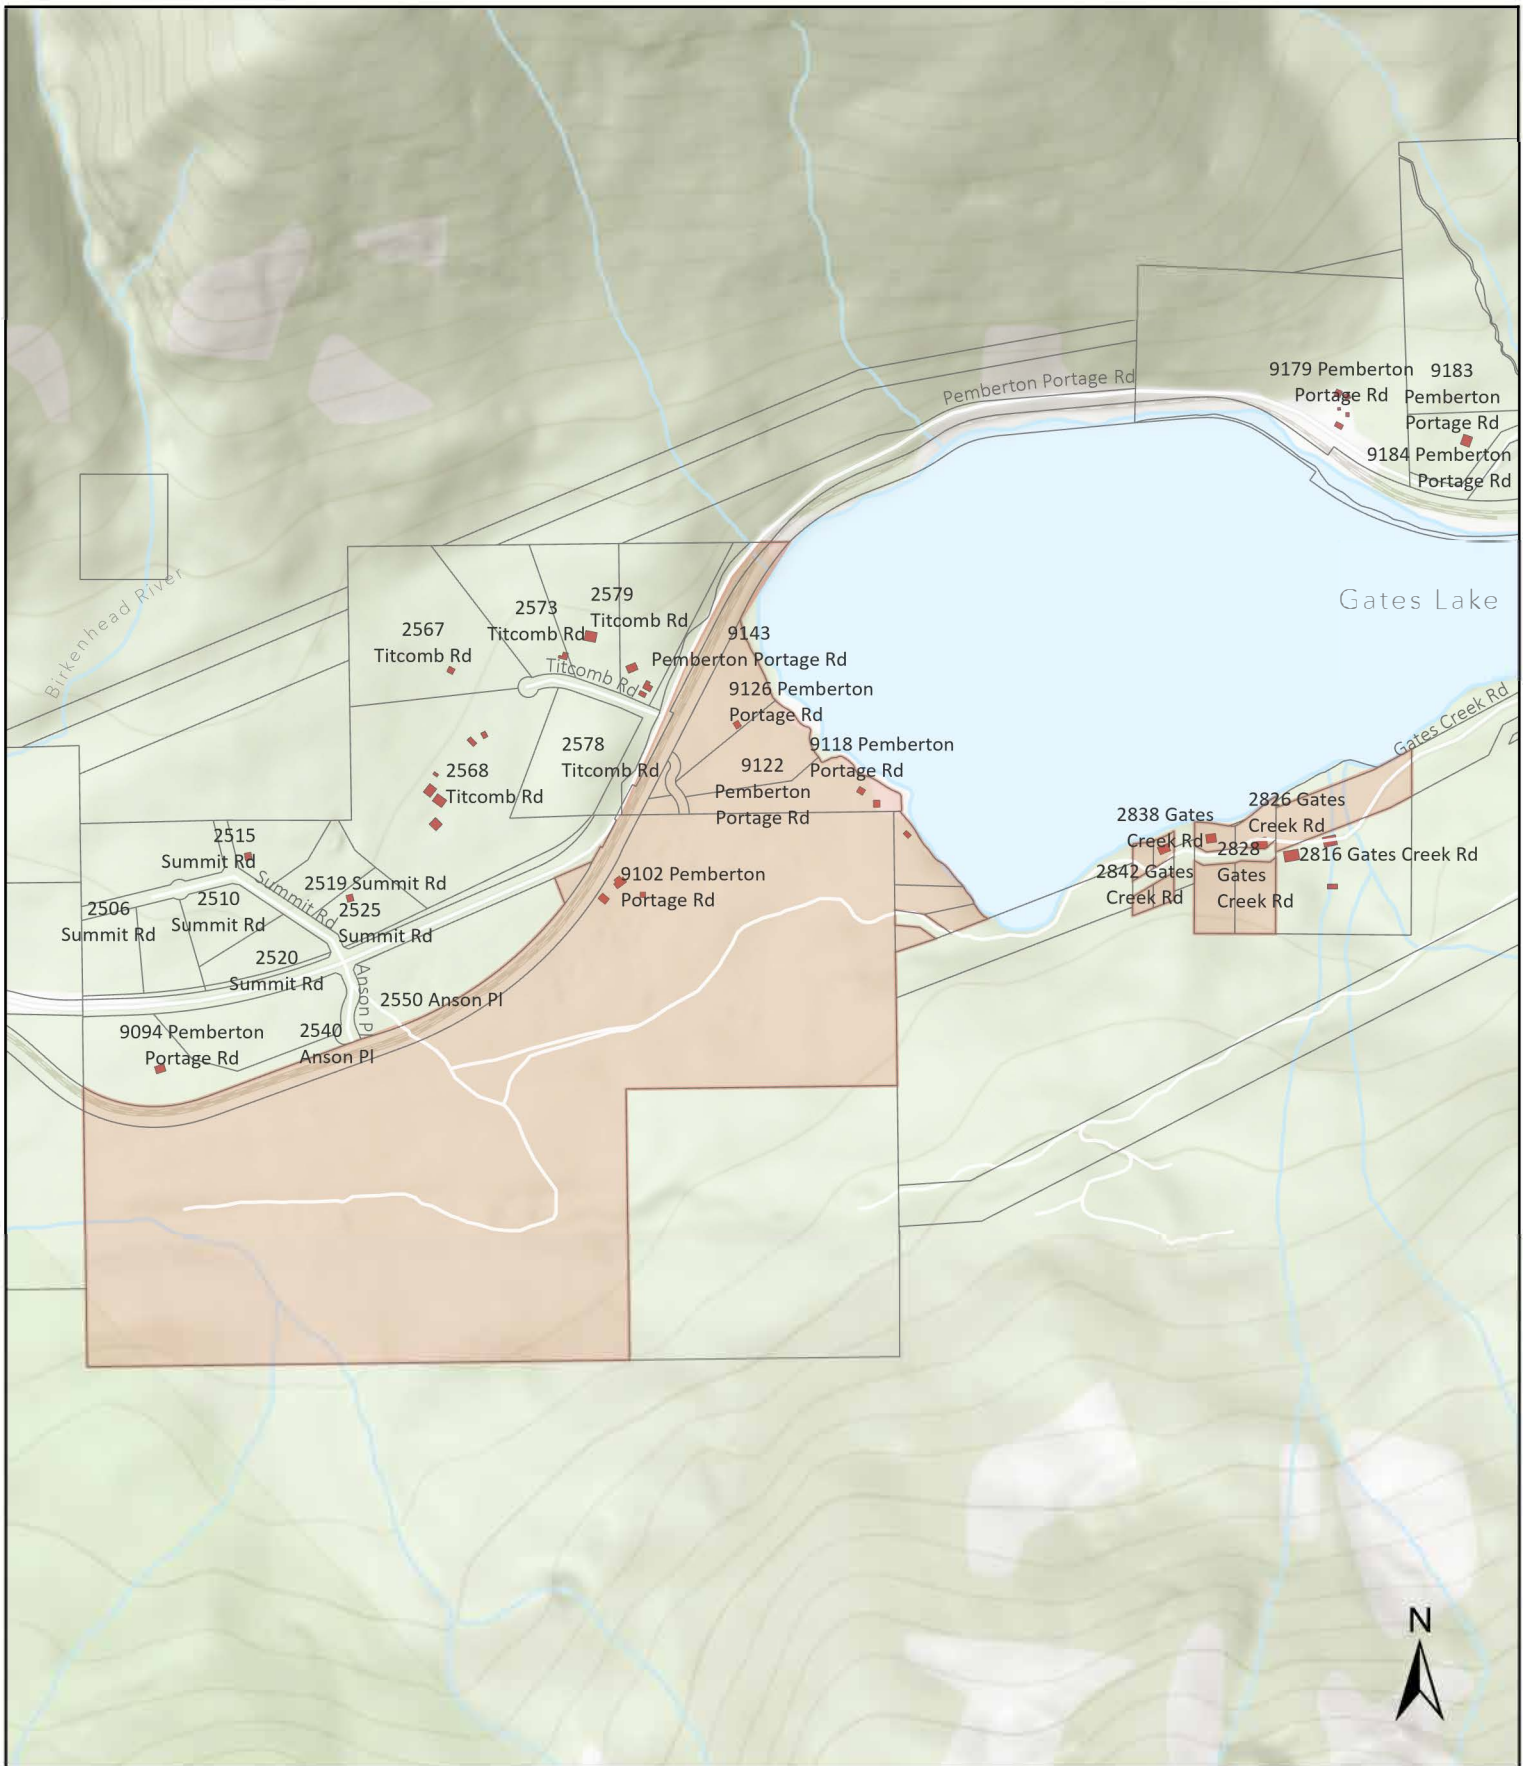 Pemberton Portage Rd
9179 Pemberton
Portage Rd
9183
Pemberton
Portage Rd
9184 Pemberton
Portage Rd
Birkenhead River
Gates Lake
2579
Titcomb Rd
2573
Titcomb Rd
2567
Titcomb Rd
Titcomb Rd
9143
Pemberton Portage Rd
9126 Pemberton
Portage Rd
9118 Pemberton
Portage Rd
9122
Pemberton
Portage Rd
2578
Titcomb Rd
2568
Titcomb Rd
Gates Creek Rd
2826 Gates
Creek Rd
2838 Gates
Creek Rd
2828
Gates
Creek Rd
2816 Gates Creek Rd
2842 Gates
Creek Rd
2515
Summit Rd
Summit Rd
2519 Summit Rd
2525
Summit Rd
2510
Summit Rd
2506
Summit Rd
2520
Summit Rd
9102 Pemberton
Portage Rd
Anson Pl
2550 Anson Pl
2540
Anson Pl
9094 Pemberton
Portage Rd
N